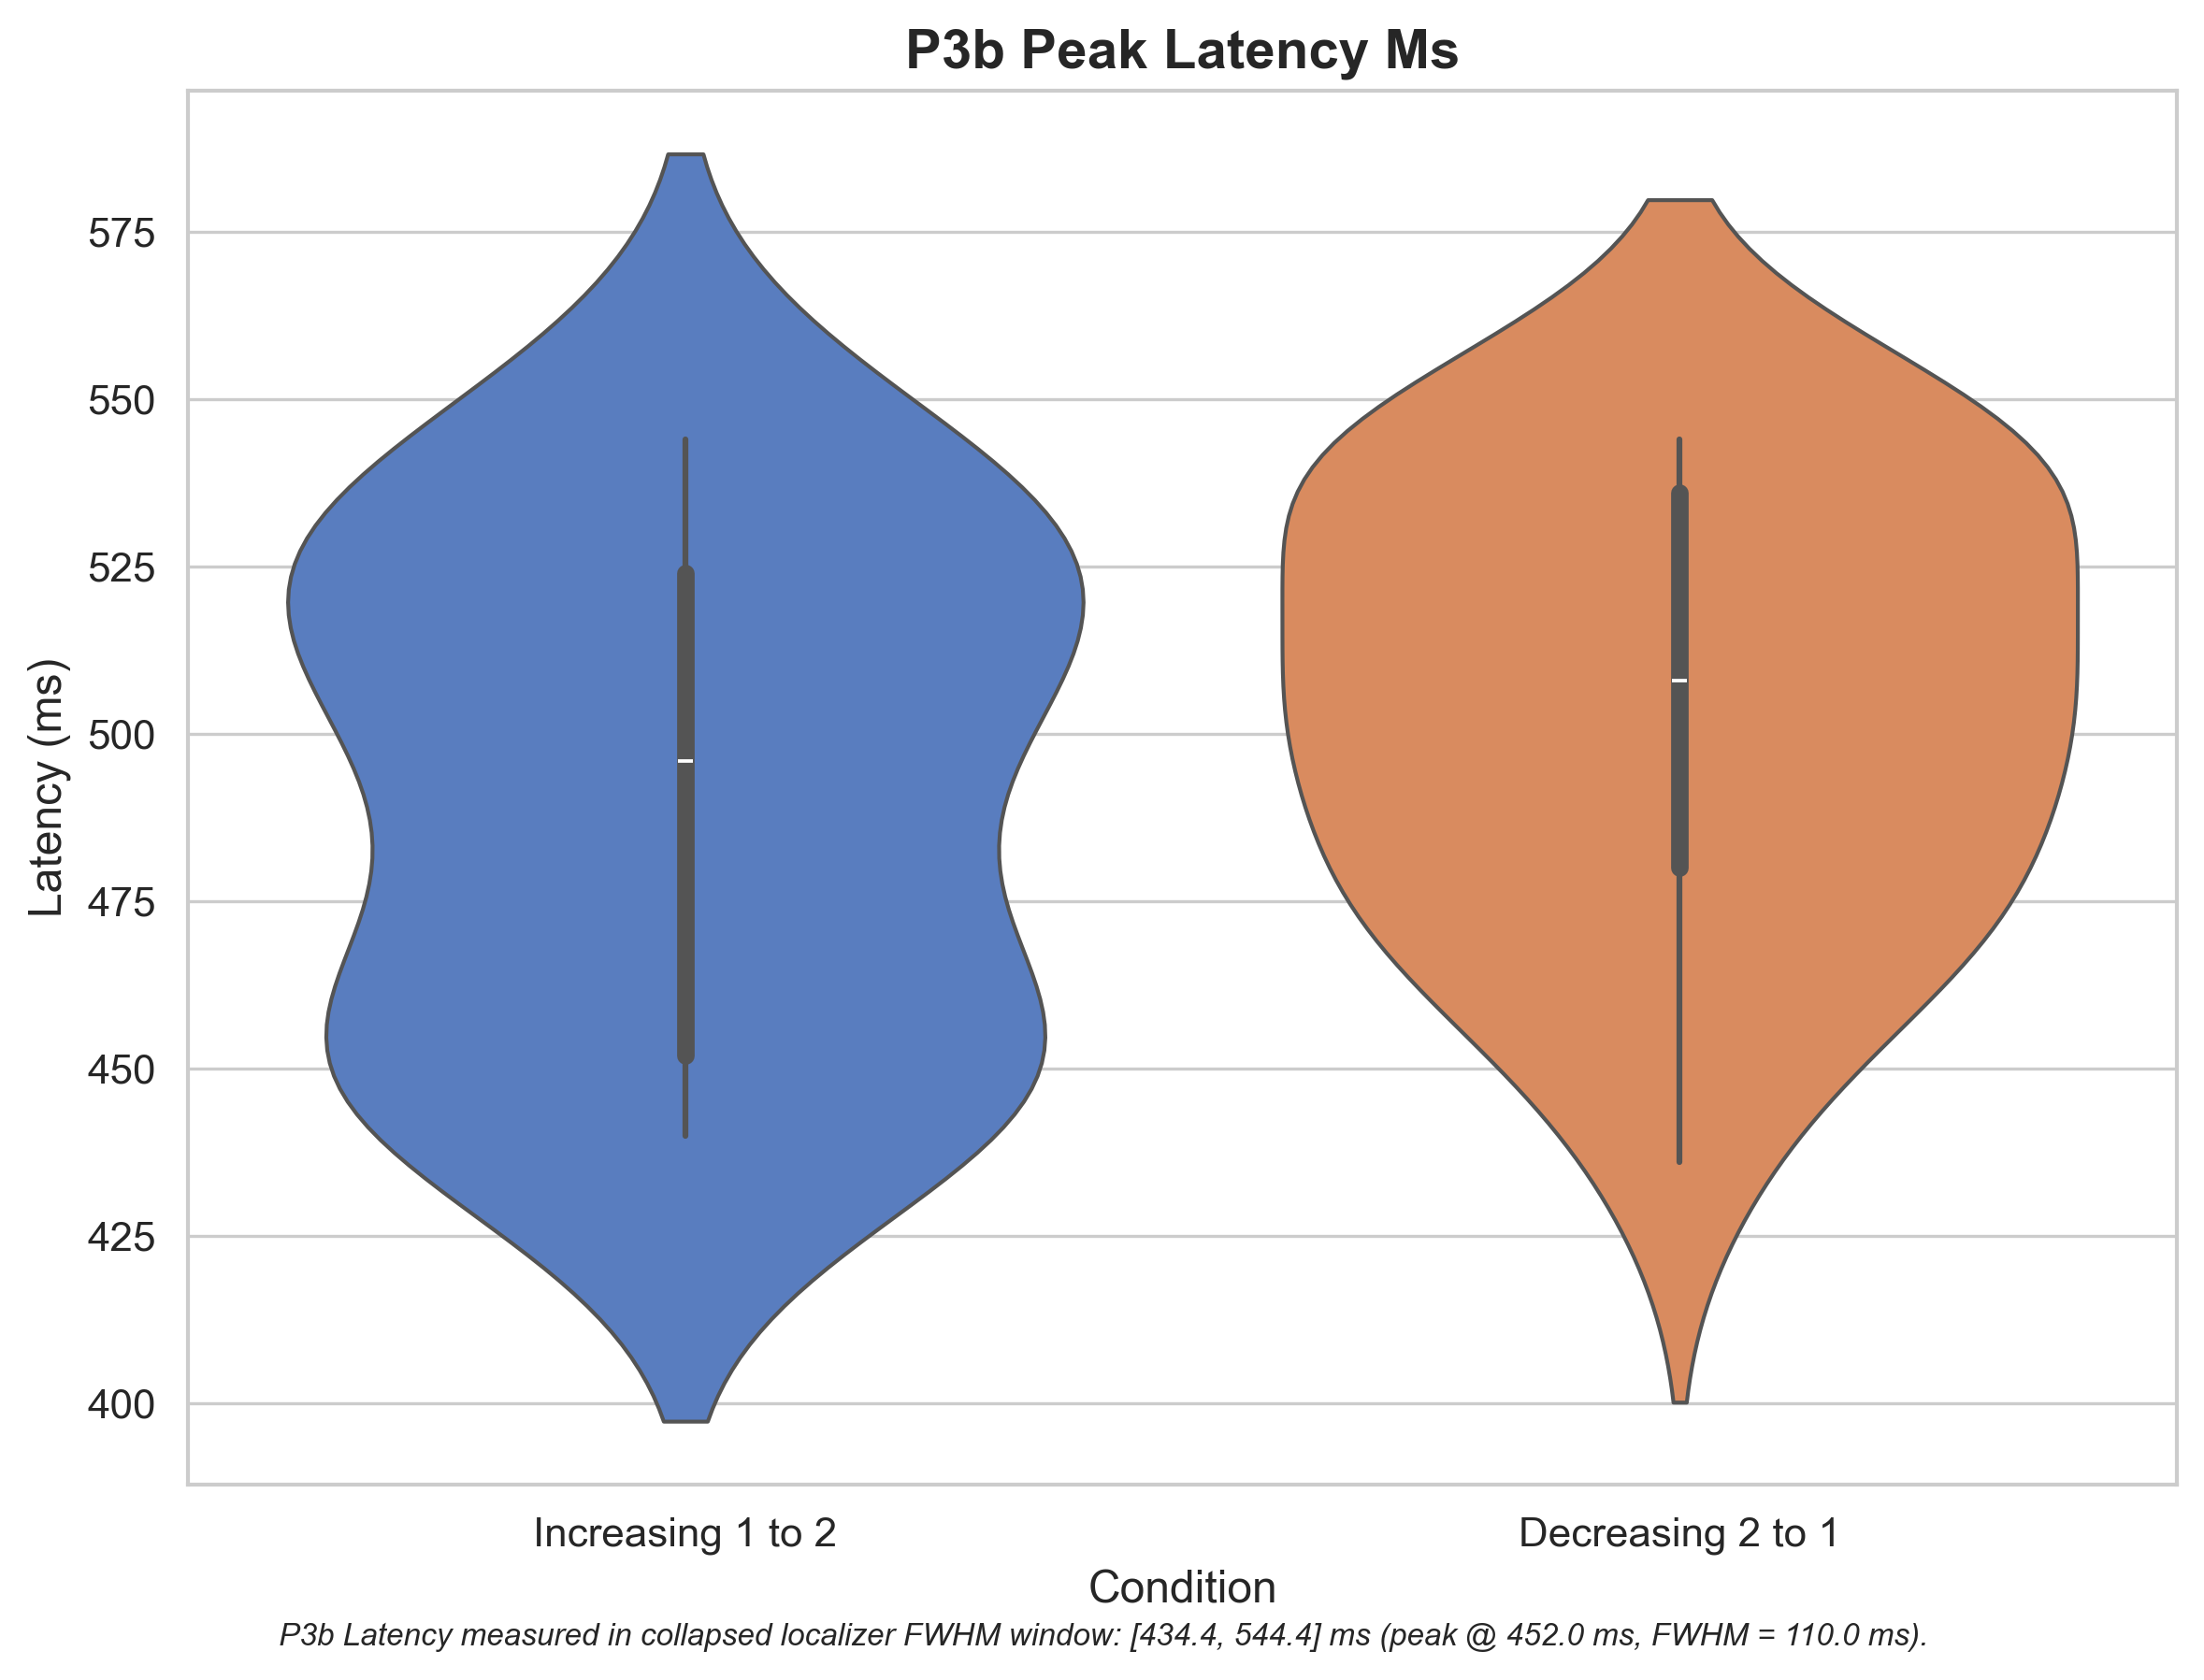 P3b Peak Latency Ms
Latency (ms)
575
550
525
500
475
450
425
400
Increasing 1 to 2
Decreasing 2 to 1
Condition
P3b Latency measured in collapsed localizer FWHM window: [434.4, 544.4] ms (peak @ 452.0 ms, FWHM = 110.0 ms).